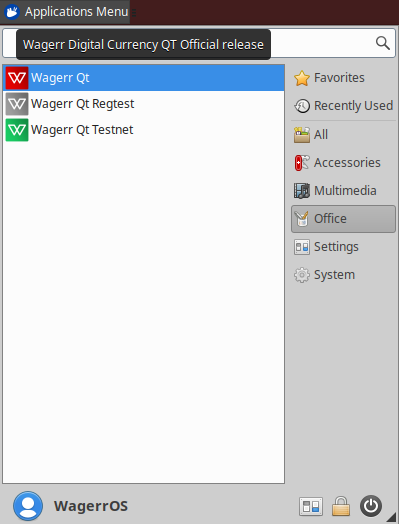 Applications Menu
Wagerr Digital Currency QT Official release
Wagerr Qt
Wagerr Qt Regtest
Wagerr Qt Testnet
Favorites
Recently Used
All
Accessories
Multimedia
Office
Settings
System
WagerrOS